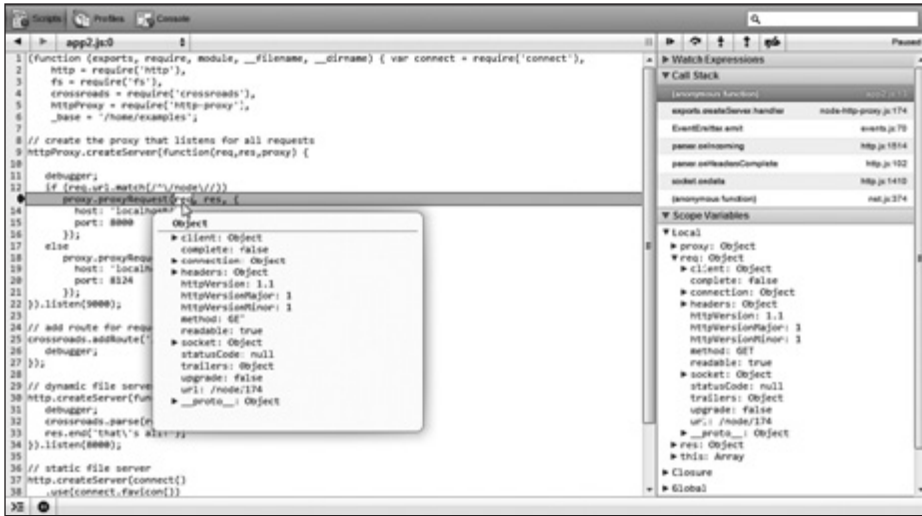 Scripts Profiles Console
app2.js:0
Paused
1 (function (exports, require, module, __filename, __dirname) { var connect = require('connect'),
2 http = require('http'),
3 fs = require('fs'),
4 crossroads = require('crossroads'),
5 httpProxy = require('http-proxy'),
6 _base = '/home/examples';
7
8 // create the proxy that listens for all requests
9 httpProxy.createServer(function(req,res,proxy) {
10
11 debugger;
12 if (req.url.match(/^\/node\//))
proxy.proxyRequest(req, res, {
14 host: 'localhost
15 port: 8000
16 });
17 else
18 proxy.proxyRequ
19 host: 'localh
20 port: 8124
21 });
22 }).listen(9000);
23
24 // add route for requ
25 crossroads.addRoute('
26 debugger;
27 });
28
29 // dynamic file serve
30 http.createServer(fun
31 debugger;
32 crossroads.parse(r
33 res.end('that\'s all!');
34 }).listen(8000);
35
36 // static file server
37 http.createServer(connect()
38 .use(connect.favicon())
Object
client: Object
complete: false
connection: Object
headers: Object
httpVersion: 1.1
httpVersionMajor: 1
httpVersionMinor: 1
method: GET
readable: true
socket: Object
statusCode: null
trailers: Object
upgrade: false
url: /node/174
__proto__: Object
Watch Expressions
Call Stack
(anonymous function) app2.js:13
exports.createServer.handler node-http-proxy.js:174
EventEmitter.emit events.js:70
parser.onIncoming http.js:1514
parser.onHeadersComplete http.js:102
socket.ondata http.js:1410
(anonymous function) net.js:374
Scope Variables
Local
proxy: Object
req: Object
client: Object
complete: false
connection: Object
headers: Object
httpVersion: 1.1
httpVersionMajor: 1
httpVersionMinor: 1
method: GET
readable: true
socket: Object
statusCode: null
trailers: Object
upgrade: false
url: /node/174
__proto__: Object
res: Object
this: Array
Closure
Global